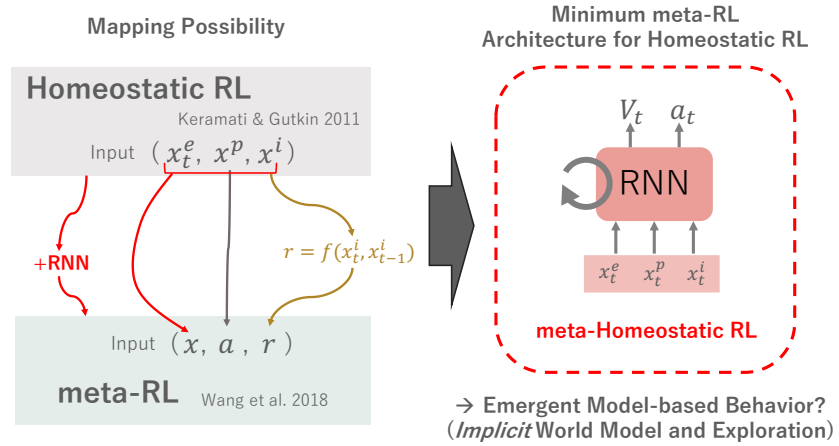 Mapping Possibility
Homeostatic RL
Keramati & Gutkin 2011
Input ( x_t^e, x^p, x^i )
+RNN
r = f(x_t^i, x_{t-1}^i)
Input ( x, a , r )
meta-RL Wang et al. 2018
Minimum meta-RL
Architecture for Homeostatic RL
V_t a_t
RNN
x_t^e x_t^p x_t^i
meta-Homeostatic RL
→ Emergent Model-based Behavior?
(Implicit World Model and Exploration)